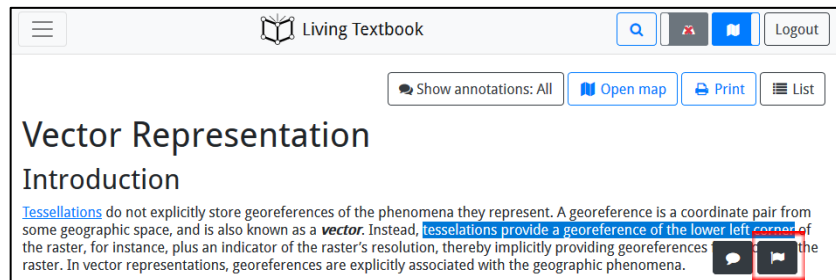 Living Textbook
Logout
Show annotations: All
Open map
Print
List
Vector Representation
Introduction
Tessellations do not explicitly store georeferences of the phenomena they represent. A georeference is a coordinate pair from
some geographic space, and is also known as a vector. Instead, tesselations provide a georeference of the lower left corner of
the raster, for instance, plus an indicator of the raster's resolution, thereby implicitly providing georeferences the
raster. In vector representations, georeferences are explicitly associated with the geographic phenomena.